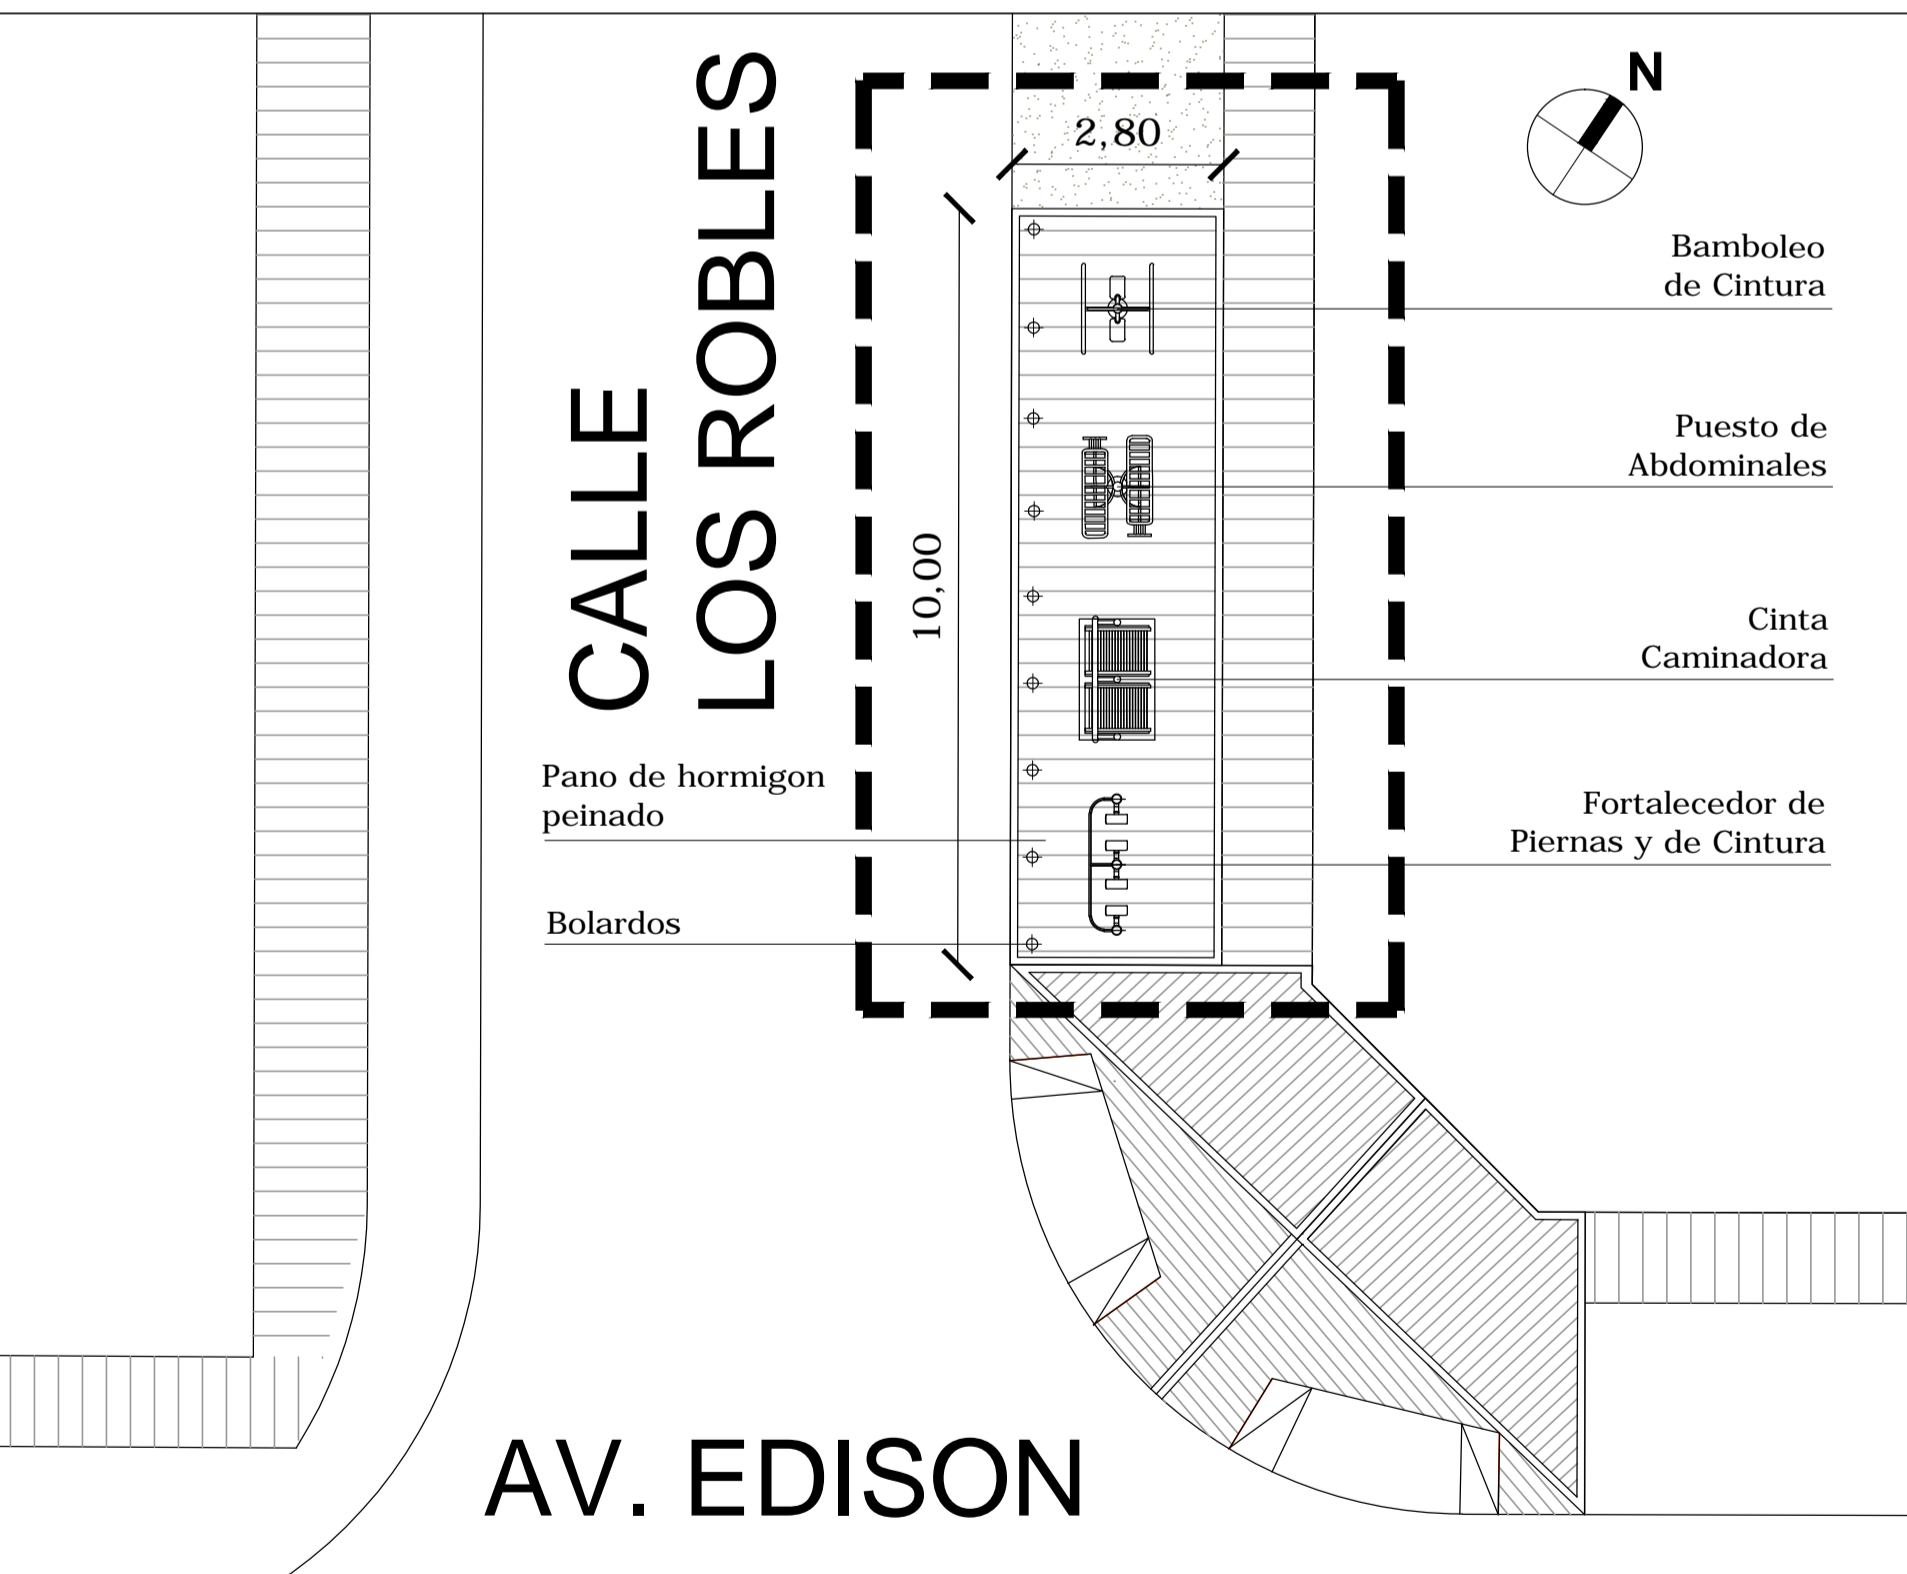 N
2,80
CALLE
LOS ROBLES
10,00
Bamboleo
de Cintura
Puesto de
Abdominales
Cinta
Caminadora
Pano de hormigon
peinado
Fortalecedor de
Piernas y de Cintura
Bolardos
AV. EDISON